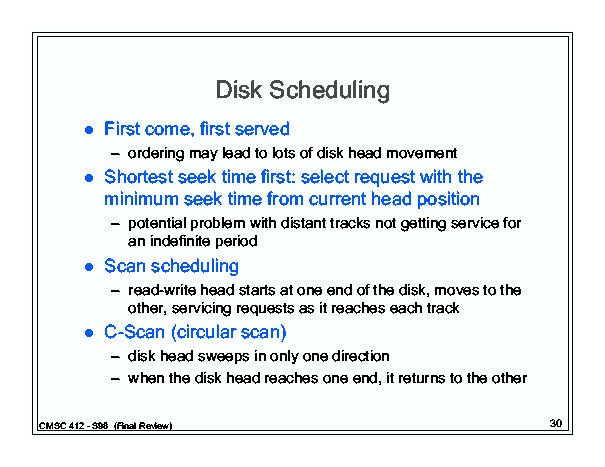 Disk Scheduling
● First come, first served
– ordering may lead to lots of disk head movement
● Shortest seek time first: select request with the
minimum seek time from current head position
– potential problem with distant tracks not getting service for
an indefinite period
● Scan scheduling
– read-write head starts at one end of the disk, moves to the
other, servicing requests as it reaches each track
● C-Scan (circular scan)
– disk head sweeps in only one direction
– when the disk head reaches one end, it returns to the other
CMSC 412 - S98 (Final Review)
30